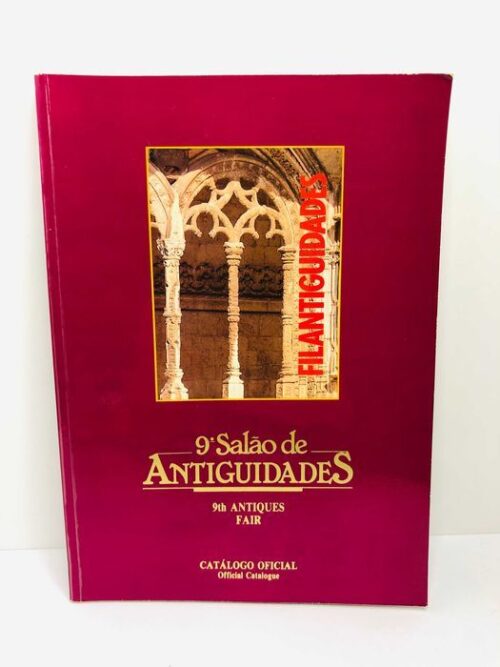 FILANTIGUIDADES
9º Salão de
ANTIGUIDADES
9th ANTIQUES
FAIR
CATÁLOGO OFICIAL
Official Catalogue